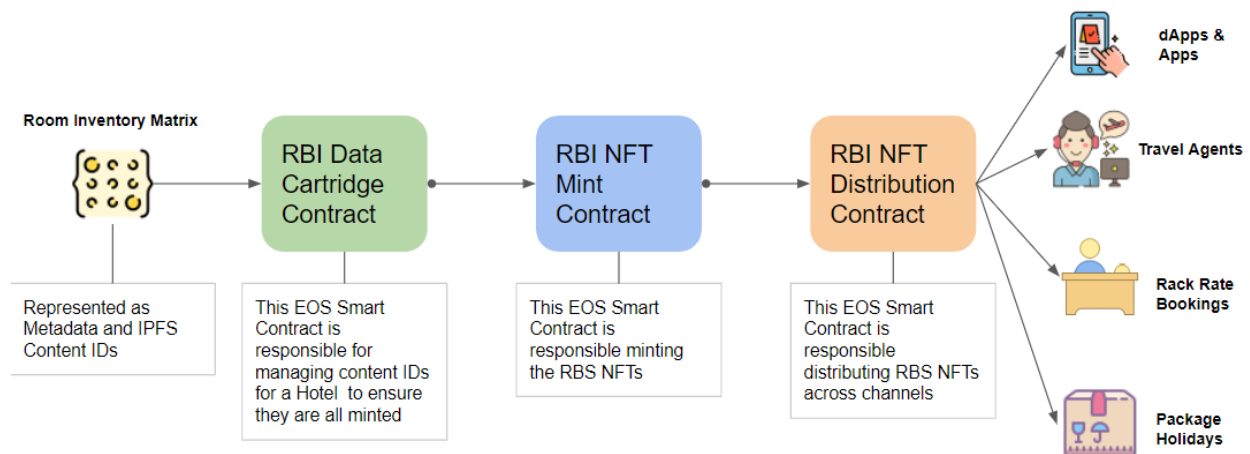 Room Inventory Matrix
RBI Data
Cartridge
Contract
RBI NFT
Mint
Contract
RBI NFT
Distribution
Contract
Represented as
Metadata and IPFS
Content IDs
This EOS Smart
Contract is
responsible for
managing content IDs
for a Hotel to ensure
they are all minted
This EOS Smart
Contract is
responsible minting
the RBS NFTs
This EOS Smart
Contract is
responsible
distributing RBS NFTs
across channels
dApps &
Apps
Travel Agents
Rack Rate
Bookings
Package
Holidays